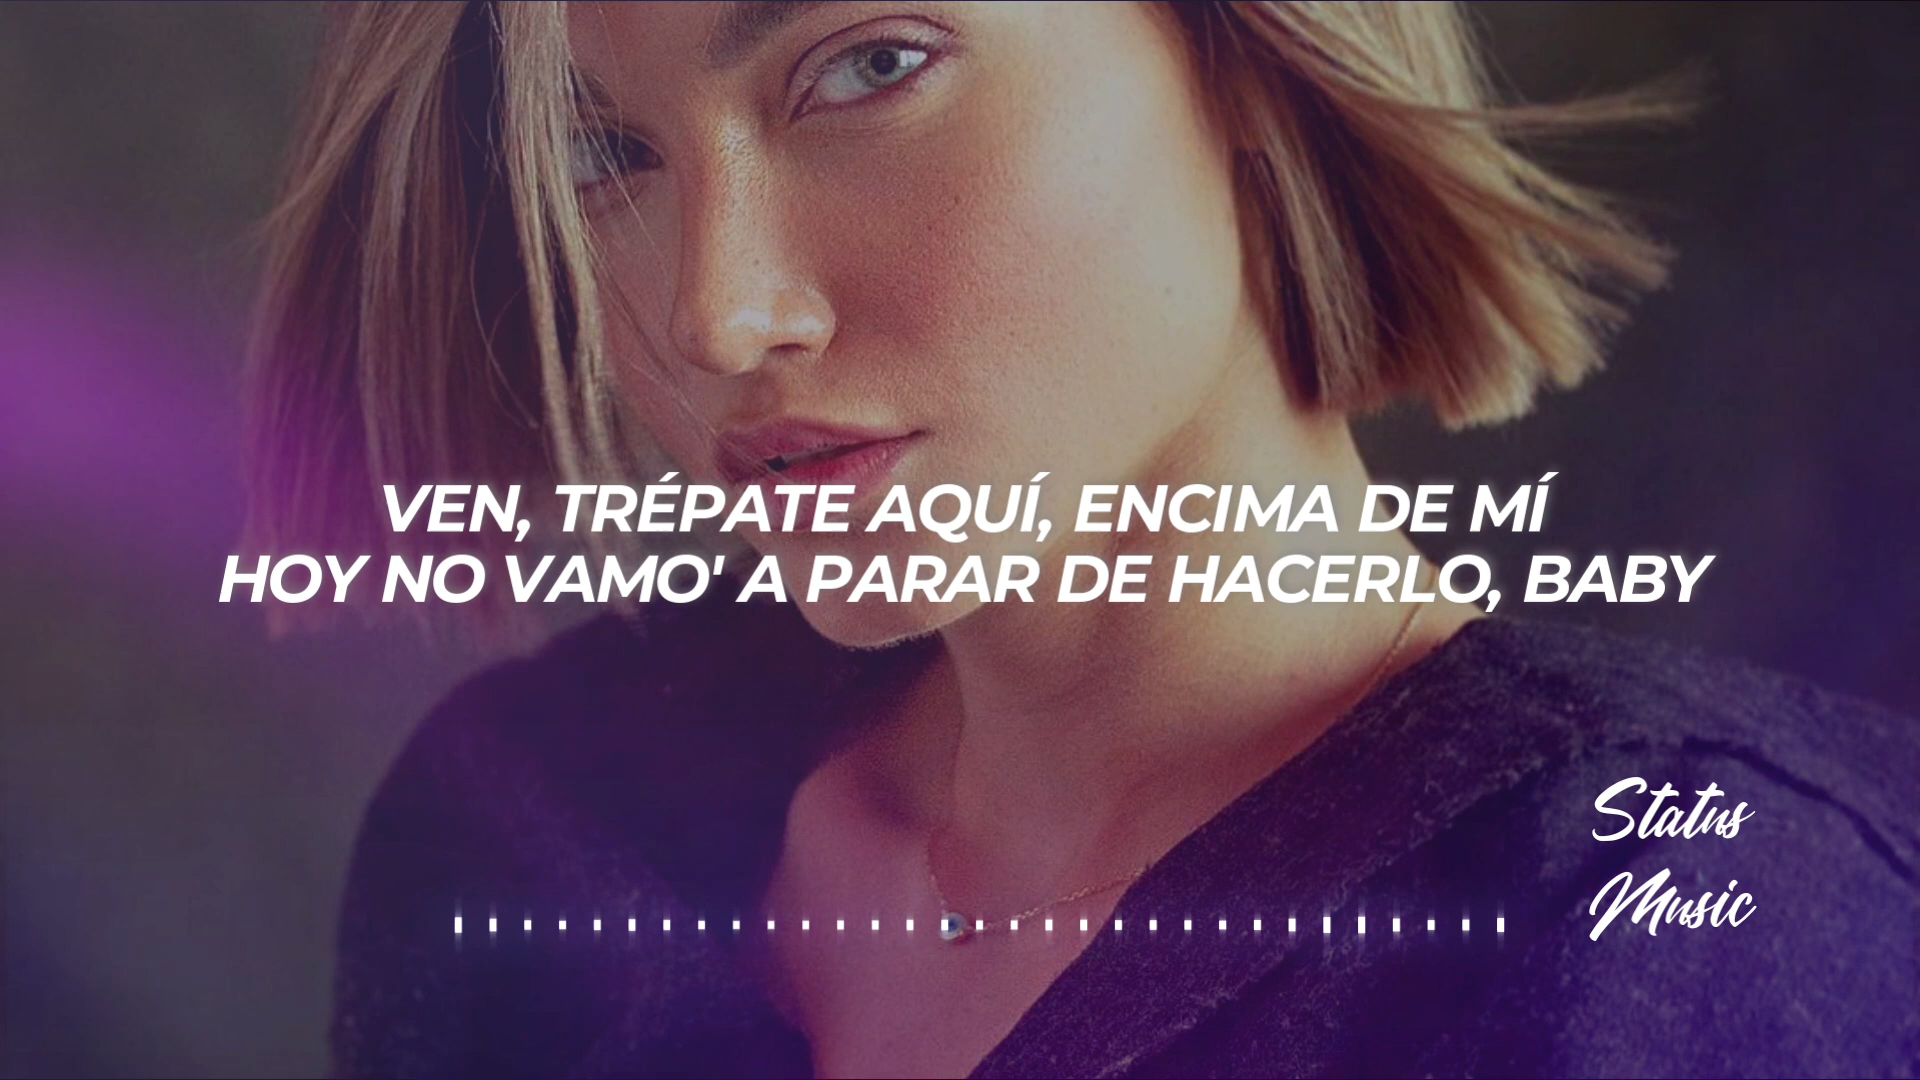 VEN, TRÉPATE AQUÍ, ENCIMA DE MÍ
HOY NO VAMO' A PARAR DE HACERLO, BABY
Status
Music